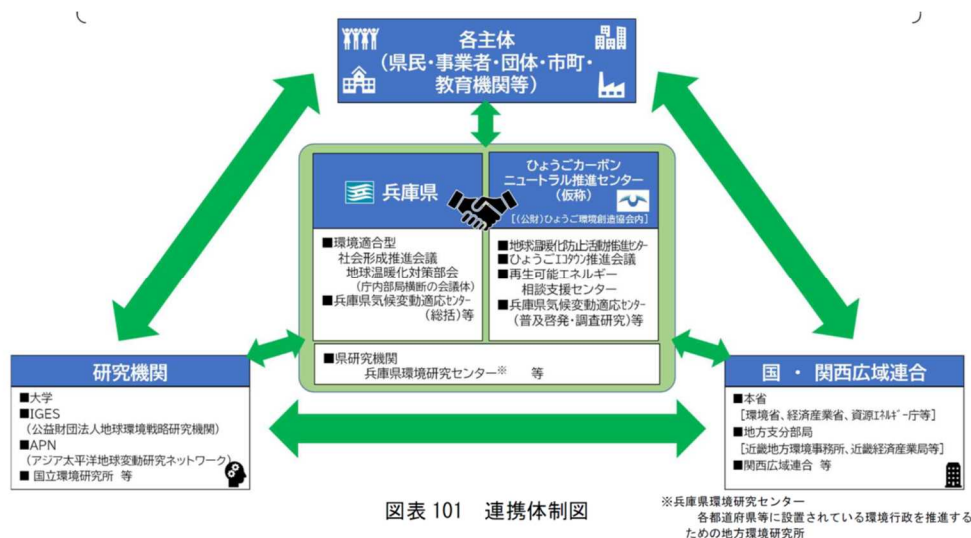 各主体
(県民・事業者・団体・市町・
教育機関等)
兵庫県
ひょうごカーボン
ニュートラル推進センター
(仮称)
[(公財)ひょうご環境創造協会内]
■環境適合型
社会形成推進会議
地球温暖化対策部会
(庁内部局横断の会議体)
■兵庫県気候変動適応センター
(総括)等
■地球温暖化防止活動推進センター
■ひょうごエコタウン推進会議
■再生可能エネルギー
相談支援センター
■兵庫県気候変動適応センター
(普及啓発・調査研究)等
■県研究機関
兵庫県環境研究センター※ 等
研究機関
■大学
■IGES
(公益財団法人地球環境戦略研究機関)
■APN
(アジア太平洋地球変動研究ネットワーク)
■国立環境研究所 等
国・関西広域連合
■本省
[環境省、経済産業省、資源エネルギー庁等]
■地方支分部局
[近畿地方環境事務所、近畿経済産業局等]
■関西広域連合 等
図表 101 連携体制図
※兵庫県環境研究センター
各都道府県等に設置されている環境行政を推進する
ための地方環境研究所